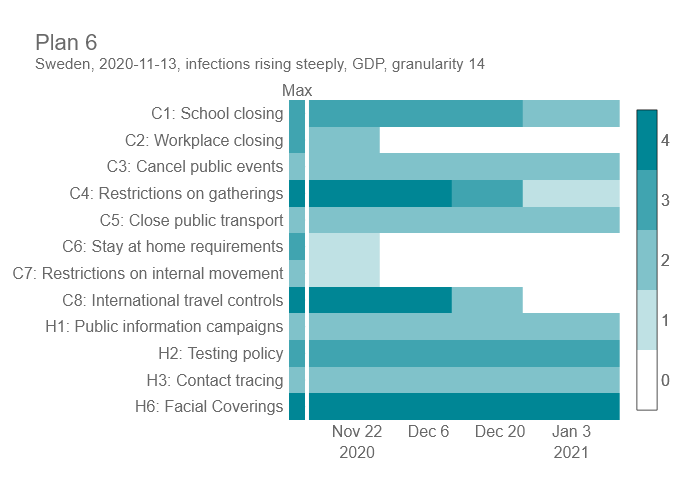 Plan 6
Sweden, 2020-11-13, infections rising steeply, GDP, granularity 14
Max
C1: School closing
C2: Workplace closing
C3: Cancel public events
C4: Restrictions on gatherings
C5: Close public transport
C6: Stay at home requirements
C7: Restrictions on internal movement
C8: International travel controls
H1: Public information campaigns
H2: Testing policy
H3: Contact tracing
H6: Facial Coverings
4
3
2
1
0
Nov 22 Dec 6 Dec 20 Jan 3
2020 2021